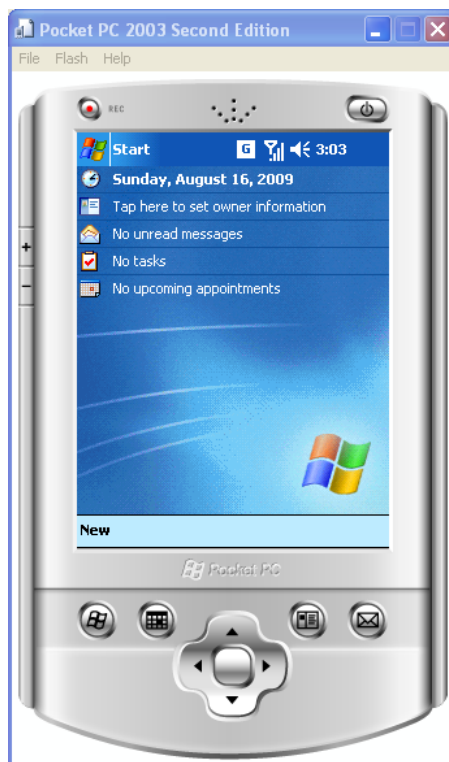 Pocket PC 2003 Second Edition
File Flash Help
REC
Start G 3:03
Sunday, August 16, 2009
Tap here to set owner information
No unread messages
No tasks
No upcoming appointments
New
Pocket PC
+
−